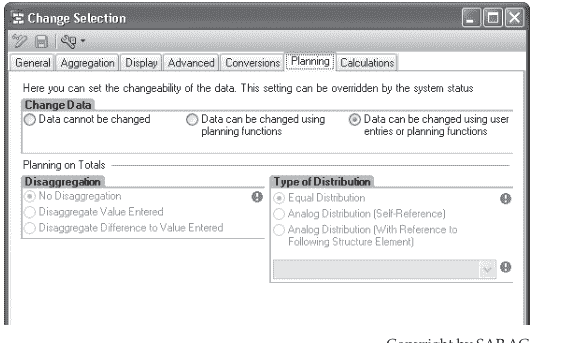 Change Selection
General Aggregation Display Advanced Conversions Planning Calculations
Here you can set the changeability of the data. This setting can be overridden by the system status
Change Data
Data cannot be changed
Data can be changed using
planning functions
Data can be changed using user
entries or planning functions
Planning on Totals
Disaggregation
No Disaggregation
Disaggregate Value Entered
Disaggregate Difference to Value Entered
Type of Distribution
Equal Distribution
Analog Distribution (Self-Reference)
Analog Distribution (With Reference to
Following Structure Element)
Copyright by SAP AG